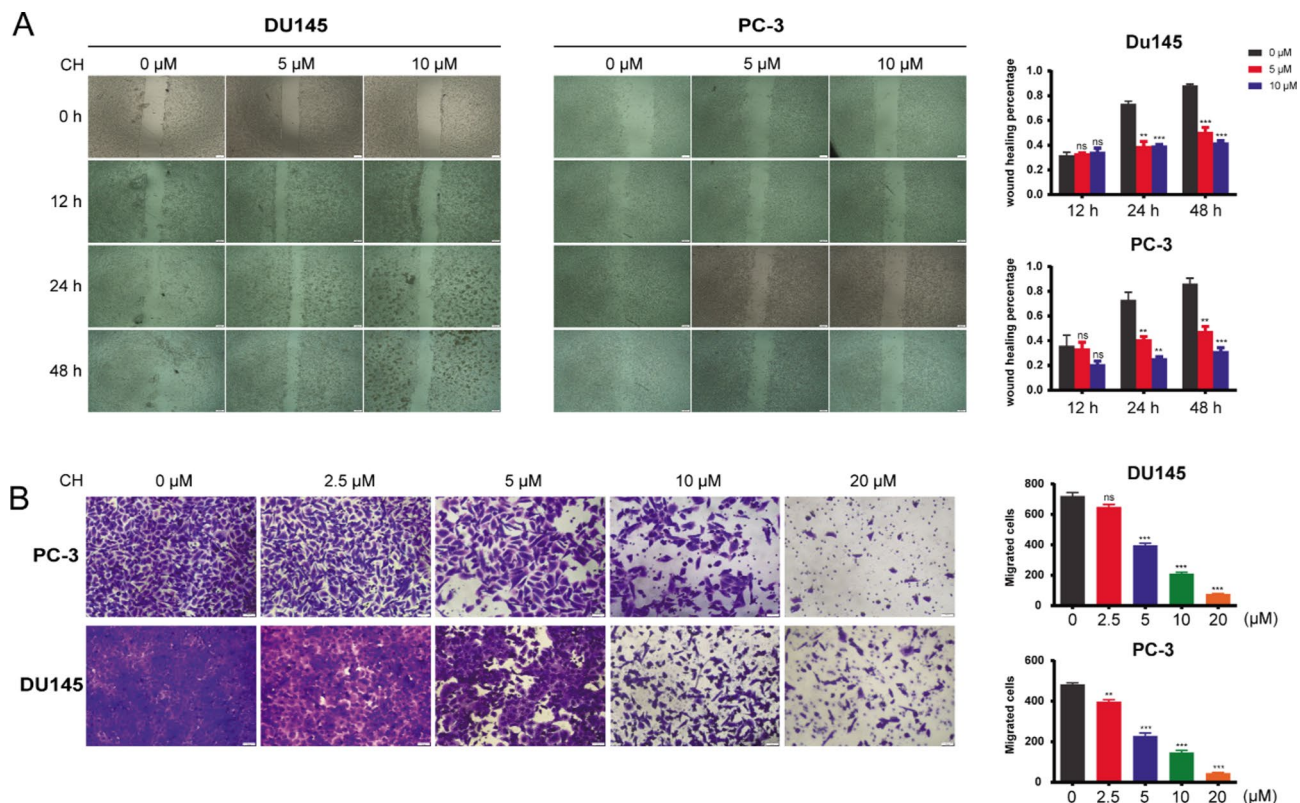 A
DU145
PC-3
CH
0 µM 5 µM 10 µM
0 µM 5 µM 10 µM
0 h
12 h
24 h
48 h
Du145
0 µM
5 µM
10 µM
wound healing percentage
1.0
0.8
0.6
0.4
0.2
0.0
ns ns
** ***
*** ***
12 h 24 h 48 h
PC-3
wound healing percentage
1.0
0.8
0.6
0.4
0.2
0.0
ns ns
** **
** ***
12 h 24 h 48 h
B
CH
0 µM 2.5 µM 5 µM 10 µM 20 µM
PC-3
DU145
DU145
Migrated cells
800
600
400
200
0
ns *** *** ***
0 2.5 5 10 20 (µM)
PC-3
Migrated cells
600
400
200
0
** *** *** ***
0 2.5 5 10 20 (µM)